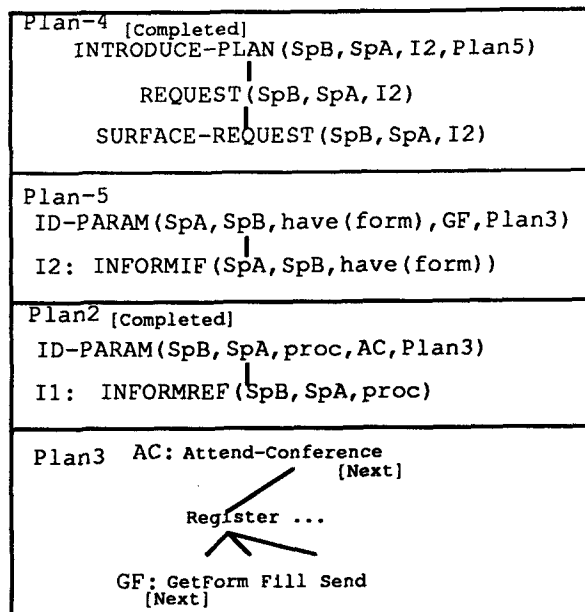 Plan-4 [Completed]
INTRODUCE-PLAN(SpB,SpA,I2,Plan5)
REQUEST(SpB,SpA,I2)
SURFACE-REQUEST(SpB,SpA,I2)
Plan-5
ID-PARAM(SpA,SpB,have(form),GF,Plan3)
I2: INFORMIF(SpA,SpB,have(form))
Plan2 [Completed]
ID-PARAM(SpB,SpA,proc,AC,Plan3)
I1: INFORMREF(SpB,SpA,proc)
Plan3 AC: Attend-Conference
[Next]
Register ...
GF: GetForm Fill Send
[Next]